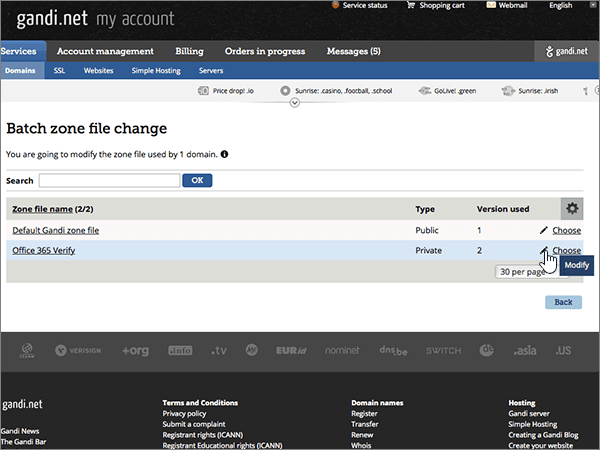 Service status Shopping cart Webmail English
gandi.net my account
Services Account management Billing Orders in progress Messages (5) gandi.net
Domains SSL Websites Simple Hosting Servers
Price drop! .io Sunrise: .casino, .football, .school GoLive! .green Sunrise: .irish
Batch zone file change
You are going to modify the zone file used by 1 domain.
Search OK
Zone file name (2/2) Type Version used
Default Gandi zone file Public 1 Choose
Office 365 Verify Private 2 Choose
30 per page Modify
Back
ICANN VERISIGN +org .info .tv EURid nominet dns.be SWITCH .asia .US
gandi.net
Gandi News
The Gandi Bar
Terms and Conditions
Privacy policy
Submit a complaint
Registrant rights (ICANN)
Registrant Educational rights (ICANN)
Domain names
Register
Transfer
Renew
Whois
Hosting
Gandi server
Simple Hosting
Creating a Gandi Blog
Create your website